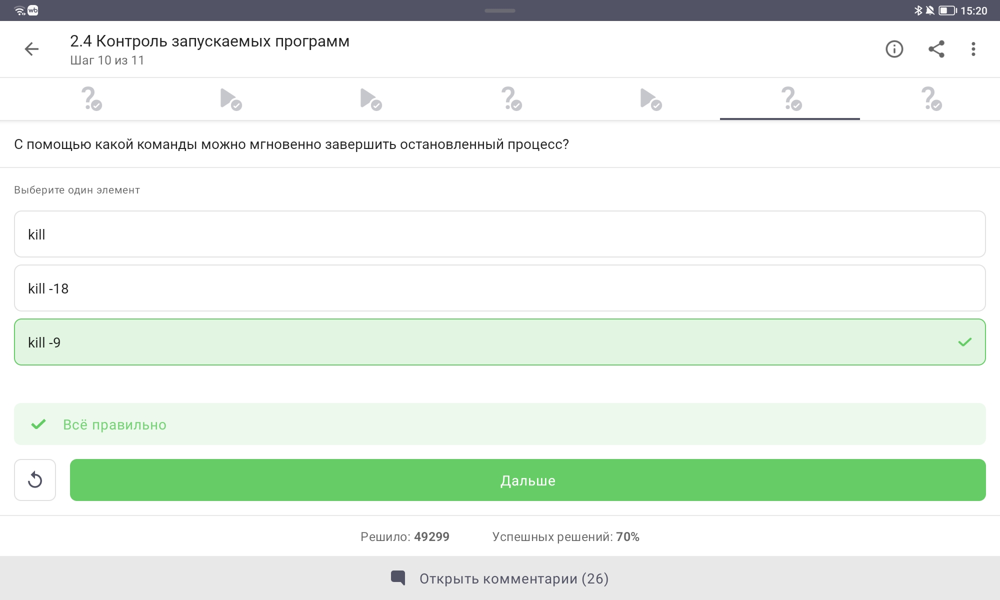 wb
15:20
2.4 Контроль запускаемых программ
Шаг 10 из 11
С помощью какой команды можно мгновенно завершить остановленный процесс?
Выберите один элемент
kill
kill -18
kill -9
Всё правильно
Дальше
Решило: 49299 Успешных решений: 70%
Открыть комментарии (26)